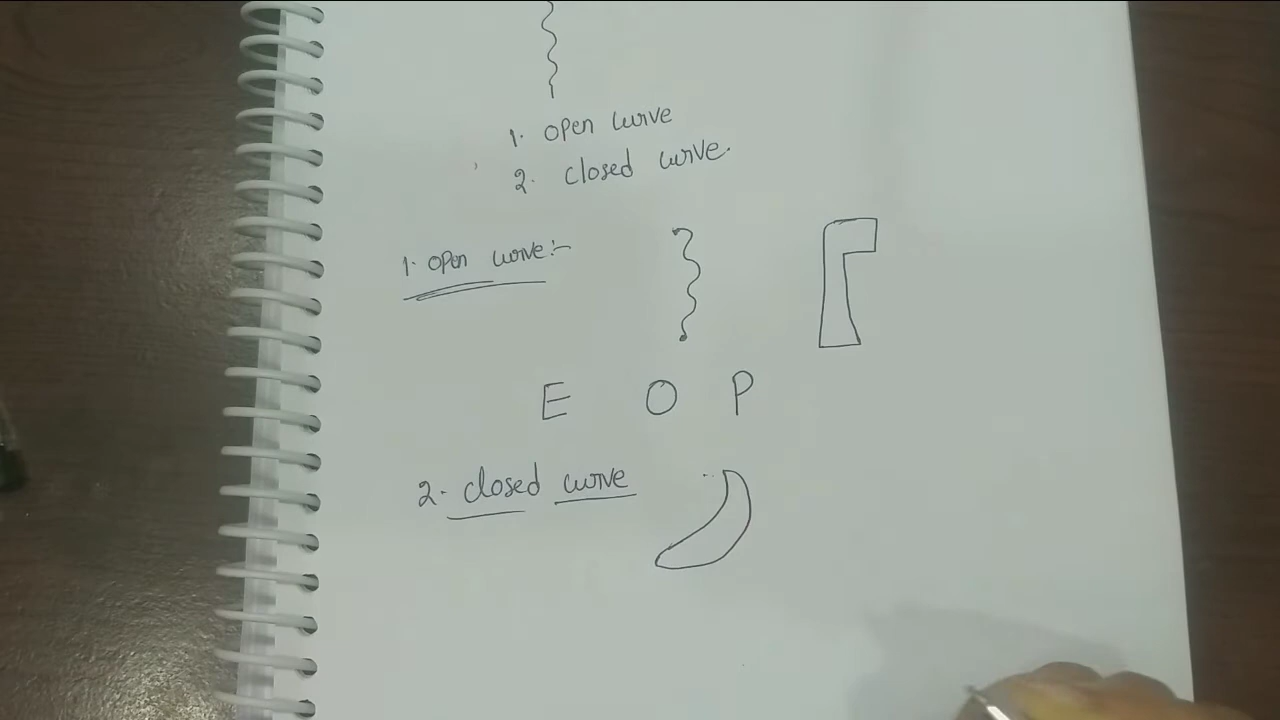 1. open curve
2. closed curve.
1. open curve:-
E O P
2. closed curve